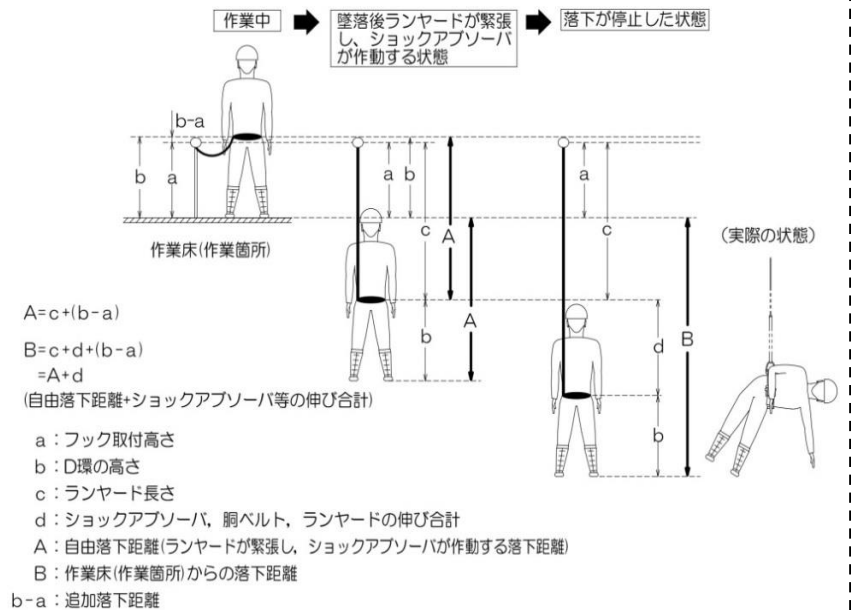 作業中
墜落後ランヤードが緊張
し、ショックアブソーバ
が作動する状態
落下が停止した状態
b-a
b
a
a
b
c
A
A
b
a
c
d
b
B
(実際の状態)
作業床(作業箇所)
A=c+(b-a)
B=c+d+(b-a)
=A+d
(自由落下距離+ショックアブソーバ等の伸び合計)
a：フック取付高さ
b：D環の高さ
c：ランヤード長さ
d：ショックアブソーバ，胴ベルト，ランヤードの伸び合計
A：自由落下距離(ランヤードが緊張し，ショックアブソーバが作動する落下距離)
B：作業床(作業箇所)からの落下距離
b-a：追加落下距離